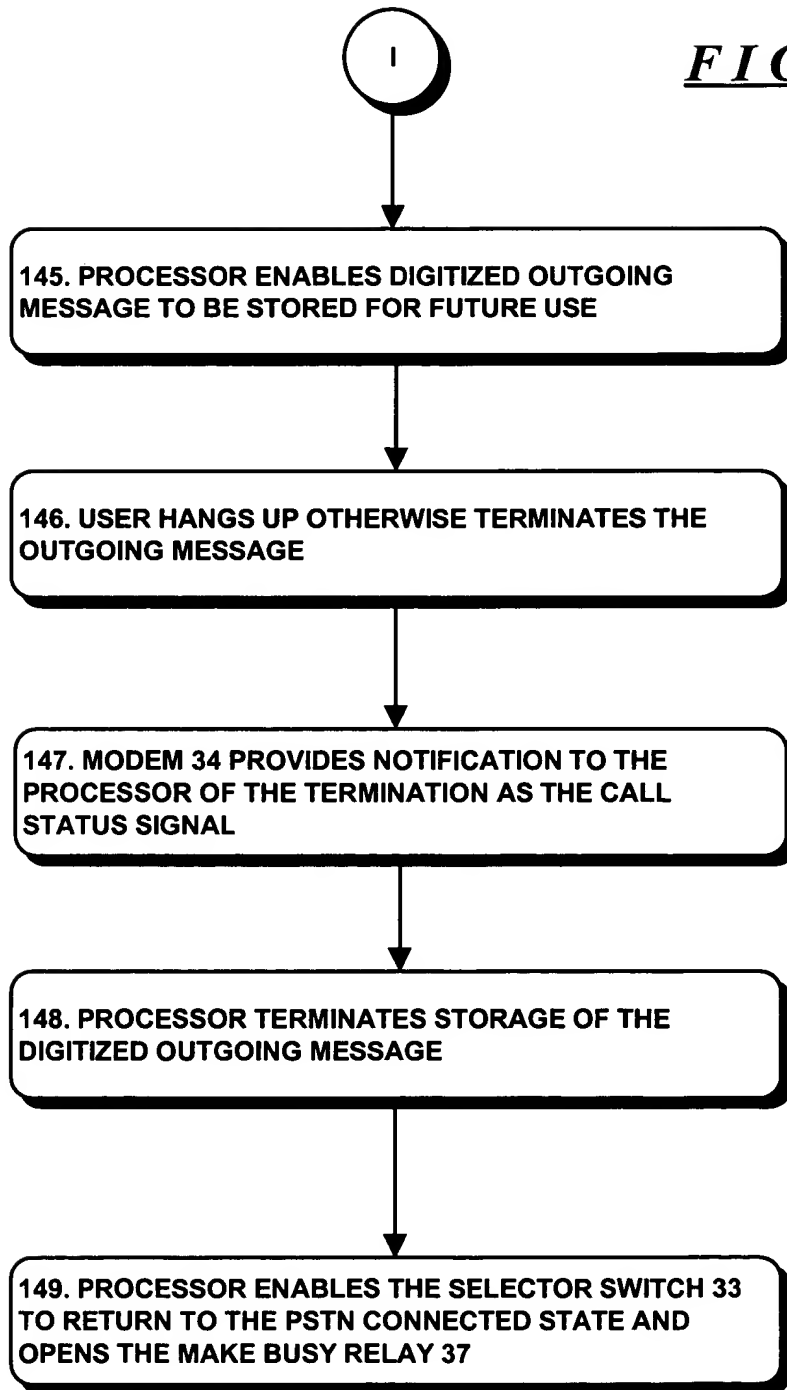 I
FIG
145. PROCESSOR ENABLES DIGITIZED OUTGOING
MESSAGE TO BE STORED FOR FUTURE USE
146. USER HANGS UP OTHERWISE TERMINATES THE
OUTGOING MESSAGE
147. MODEM 34 PROVIDES NOTIFICATION TO THE
PROCESSOR OF THE TERMINATION AS THE CALL
STATUS SIGNAL
148. PROCESSOR TERMINATES STORAGE OF THE
DIGITIZED OUTGOING MESSAGE
149. PROCESSOR ENABLES THE SELECTOR SWITCH 33
TO RETURN TO THE PSTN CONNECTED STATE AND
OPENS THE MAKE BUSY RELAY 37